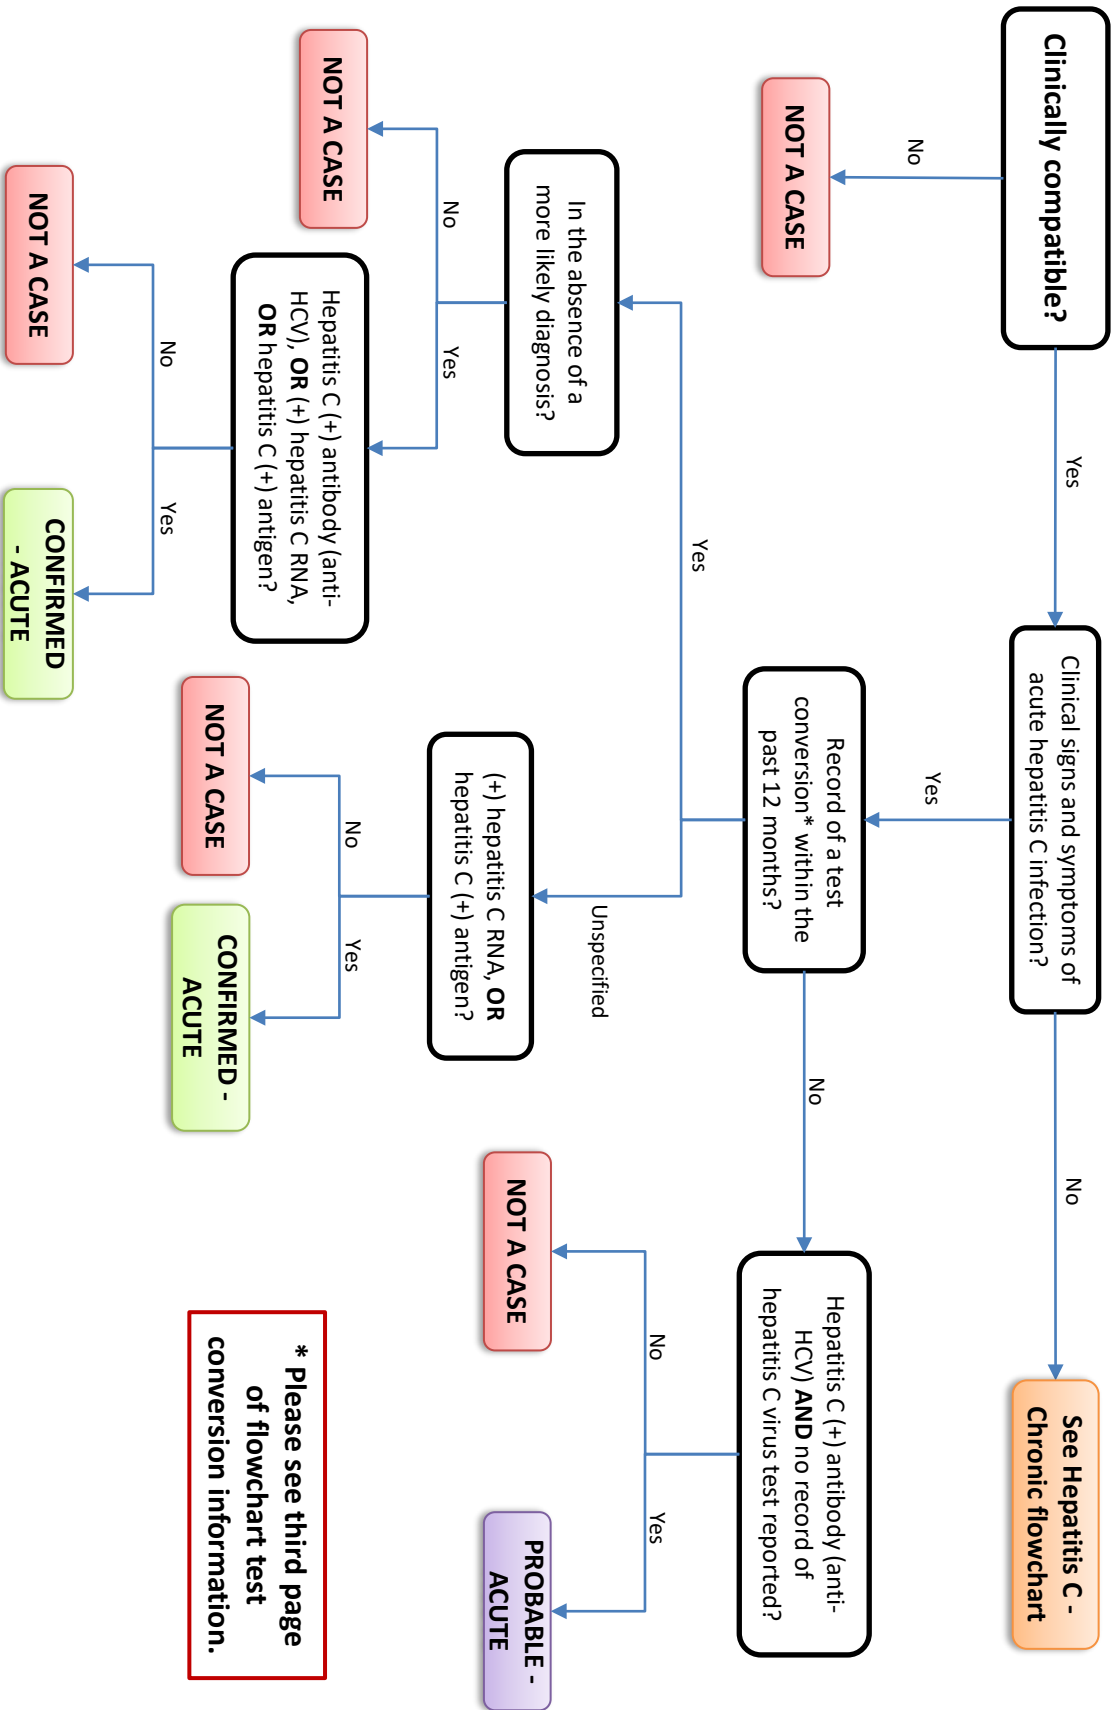 Clinically compatible?
Yes
Clinical signs and symptoms of
acute hepatitis C infection?
No
See Hepatitis C -
Chronic flowchart
No
NOT A CASE
Yes
Record of a test
conversion* within the
past 12 months?
No
Hepatitis C (+) antibody (anti-
HCV) AND no record of
hepatitis C virus test reported?
Yes
Unspecified
In the absence of a
more likely diagnosis?
(+) hepatitis C RNA, OR
hepatitis C (+) antigen?
No
NOT A CASE
Yes
PROBABLE -
ACUTE
No
NOT A CASE
Yes
Hepatitis C (+) antibody (anti-
HCV), OR (+) hepatitis C RNA,
OR hepatitis C (+) antigen?
No
NOT A CASE
Yes
CONFIRMED -
ACUTE
No
NOT A CASE
Yes
CONFIRMED
- ACUTE
* Please see third page
of flowchart test
conversion information.